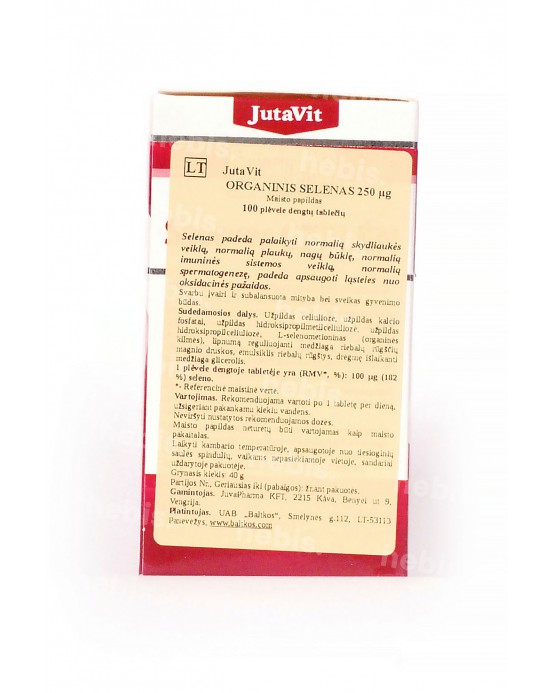 JutaVit
LT
JutaVit
ORGANINIS SELENAS 250 µg
Maisto papildas
100 plėvele dengtų tablečių
Selenas padeda palaikyti normalią skydliaukės
veiklą, normalią plaukų, nagų būklę, normalią
imuninės sistemos veiklą, normalią
spermatogenezę, padeda apsaugoti ląsteles nuo
oksidacinės pažaidos.
Svarbu įvairi ir subalansuota mityba bei sveikas gyvenimo
būdas.
Sudedamosios dalys. Užpildas celiuliozė, užpildas kalcio
fosfatai, užpildas hidroksipropilmetilceliuliozė, užpildas
hidroksipropilceliuliozė, L-selenometioninas (organinės
kilmės), lipnumą reguliuojanti medžiaga riebalų rūgščių
magnio druskos, emulsiklis riebalų rūgštys, drėgmę išlaikanti
medžiaga glicerolis.
1 plėvele dengtoje tabletėje yra (RMV*, %): 100 µg (182
%) seleno.
*- Referencinė maistinė vertė.
Vartojimas. Rekomenduojama vartoti po 1 tabletę per dieną,
užsigeriant pakankamu kiekiu vandens.
Neviršyti nustatytos rekomenduojamos dozės.
Maisto papildas neturėtų būti vartojamas kaip maisto
pakaitalas.
Laikyti kambario temperatūroje, apsaugotoje nuo tiesioginių
saulės spindulių, vaikams nepasiekiamoje vietoje, sandariai
uždarytoje pakuotėje.
Grynasis kiekis: 40 g
Partijos Nr., Geriausias iki (pabaigos): žr.ant pakuotės.
Gamintojas. JuvaPharma KFT, 2215 Káva, Bényei út 9,
Vengrija.
Platintojas. UAB „Baltkos“, Smėlynės g.112, LT-53113
Panevėžys, www.baltkos.com